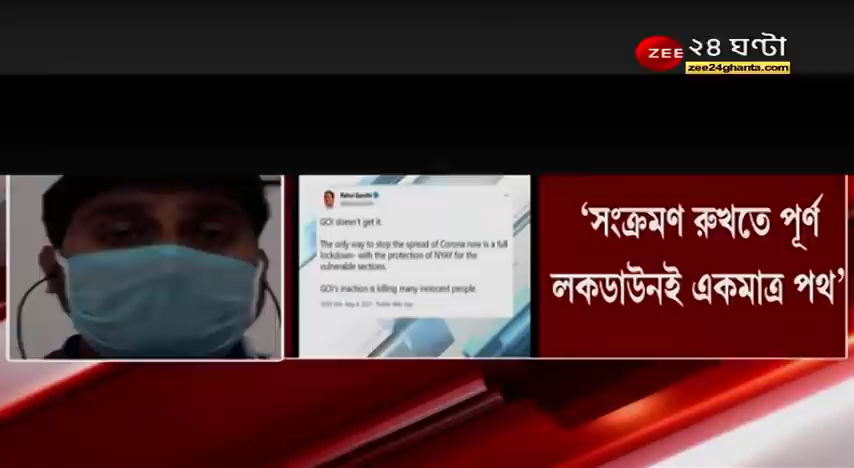 ZEE ২৪ ঘণ্টা
zee24ghanta.com
Rahul Gandhi
GOI doesn't get it.
The only way to stop the spread of Corona now is a full
lockdown- with the protection of NYAY for the
vulnerable sections.
GOI's inaction is killing many innocent people.
'সংক্রমণ রুখতে পূর্ণ
লকডাউনই একমাত্র পথ'